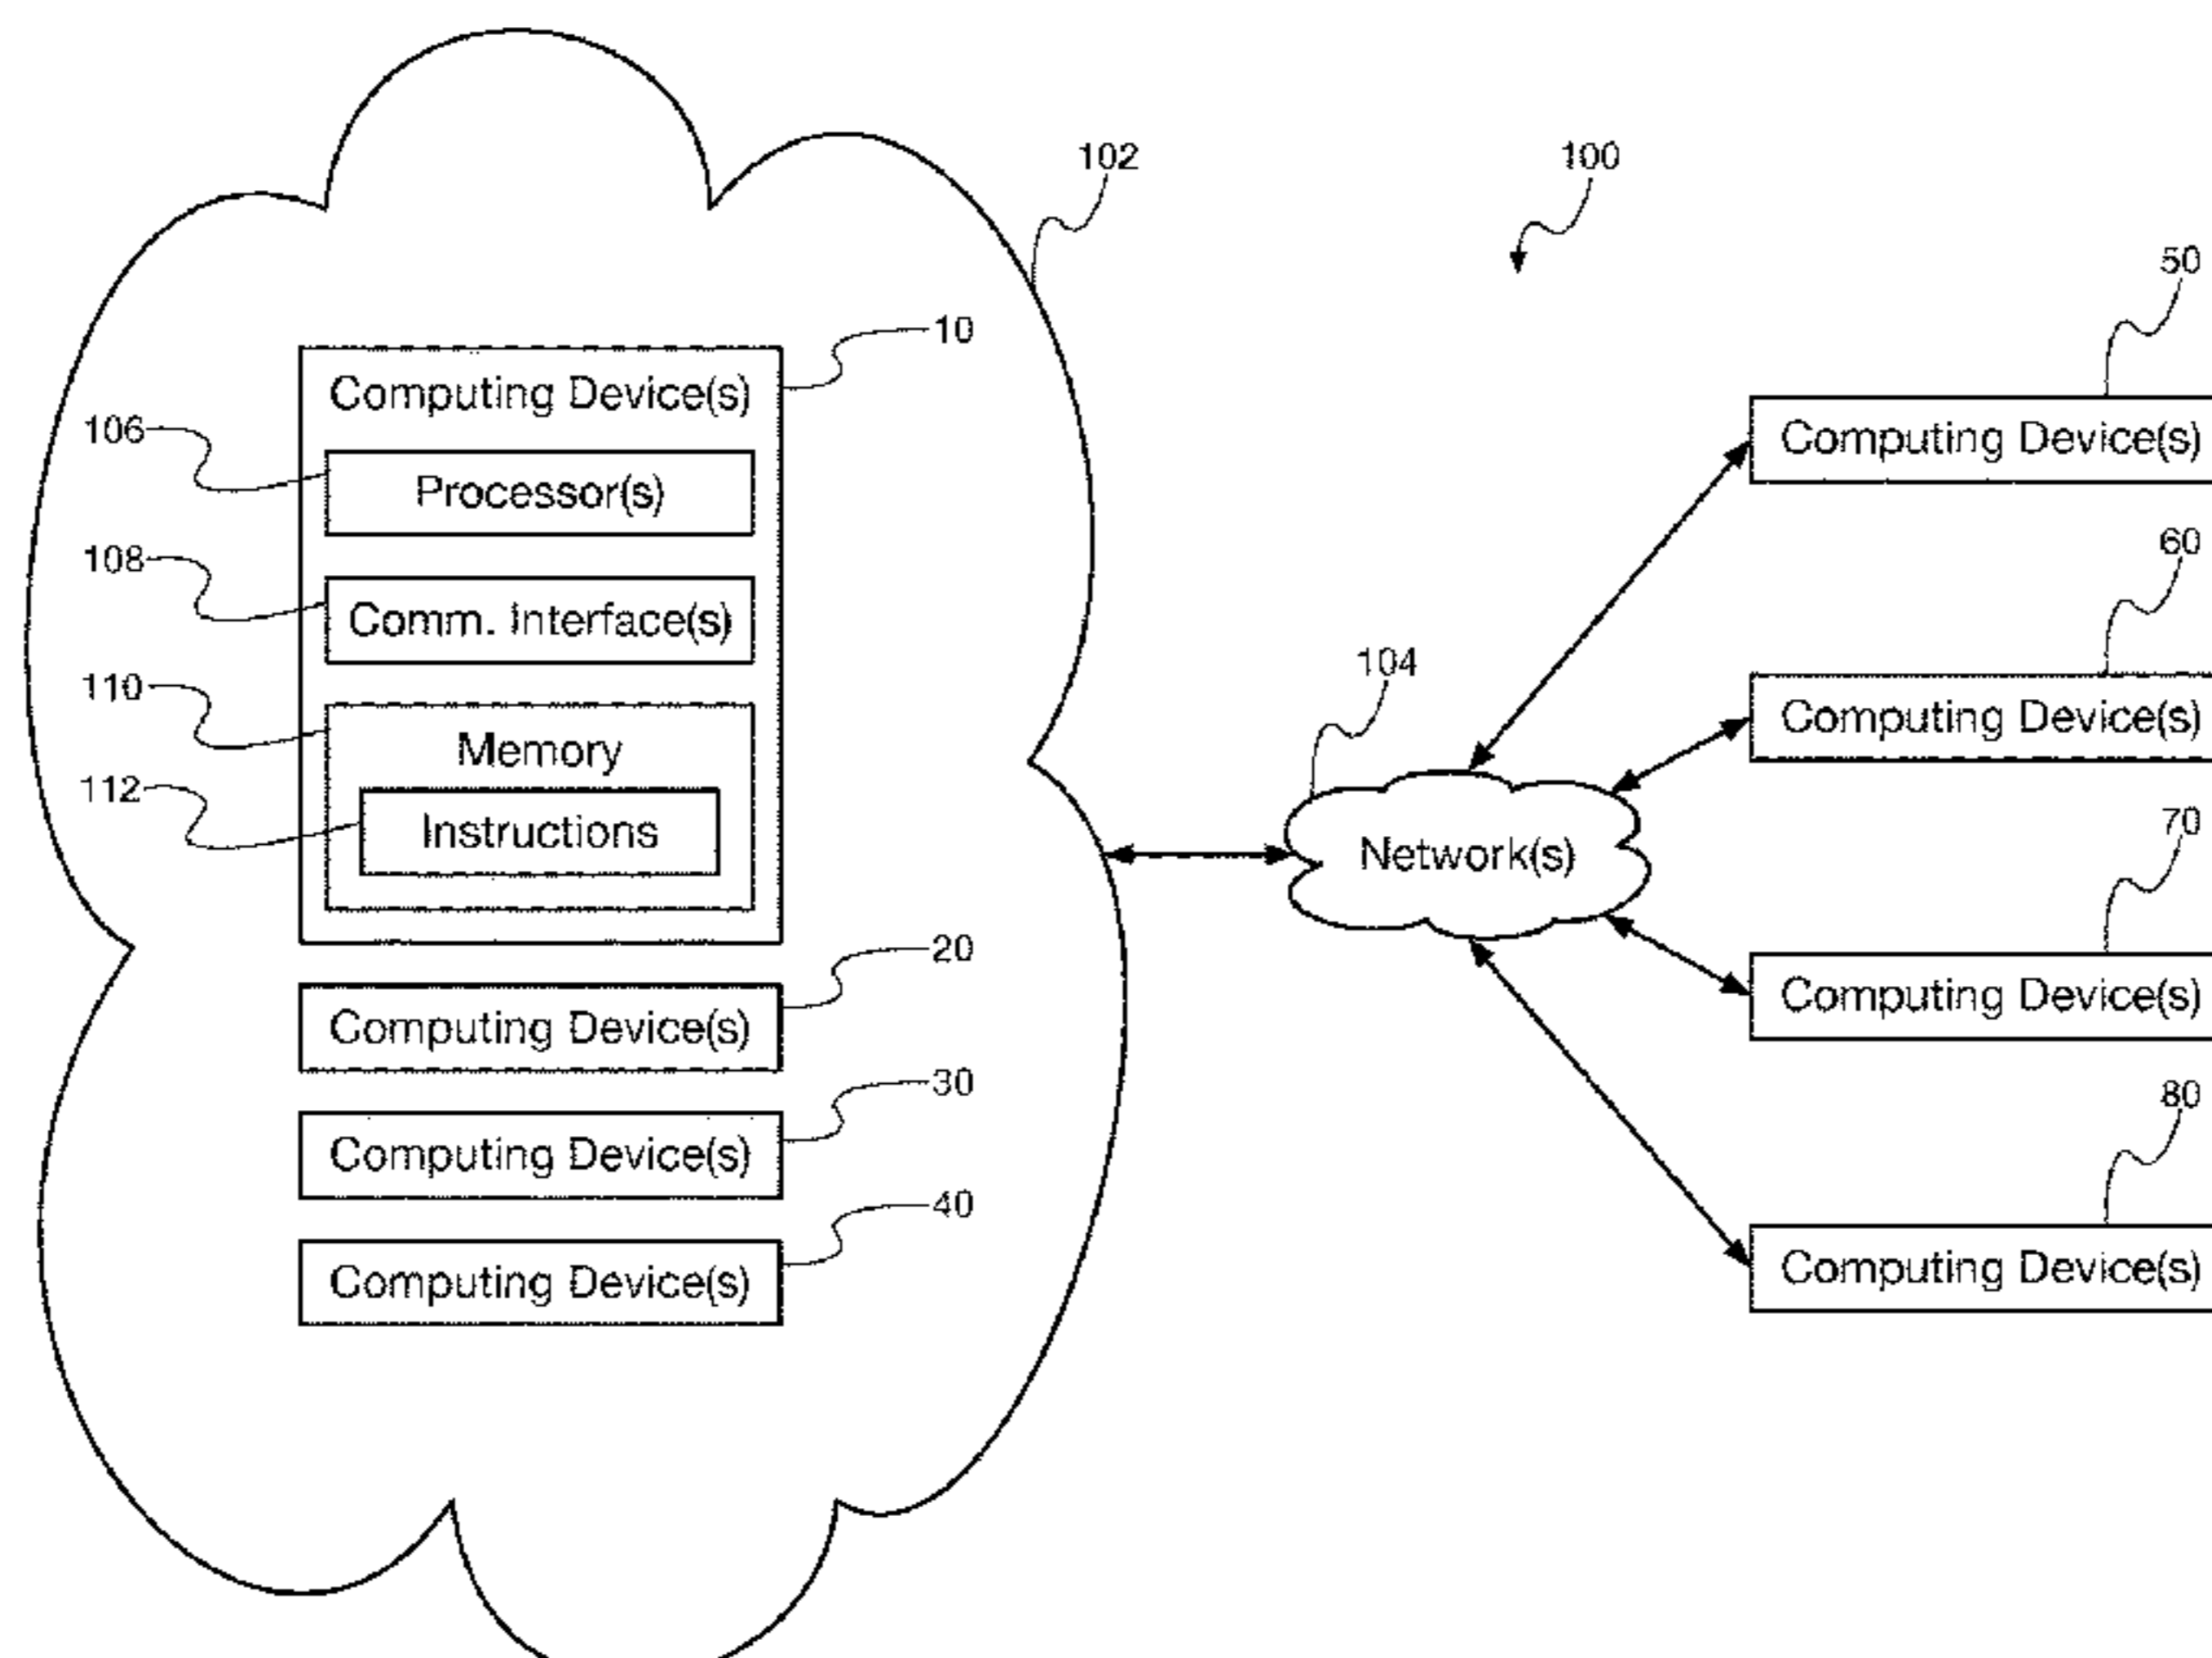 102
100
50
10
Computing Device(s)
106
Processor(s)
Computing Device(s)
108
Comm. Interface(s)
60
110
Memory
104
Computing Device(s)
112
Instructions
Network(s)
70
20
Computing Device(s)
Computing Device(s)
30
Computing Device(s)
80
40
Computing Device(s)
Computing Device(s)